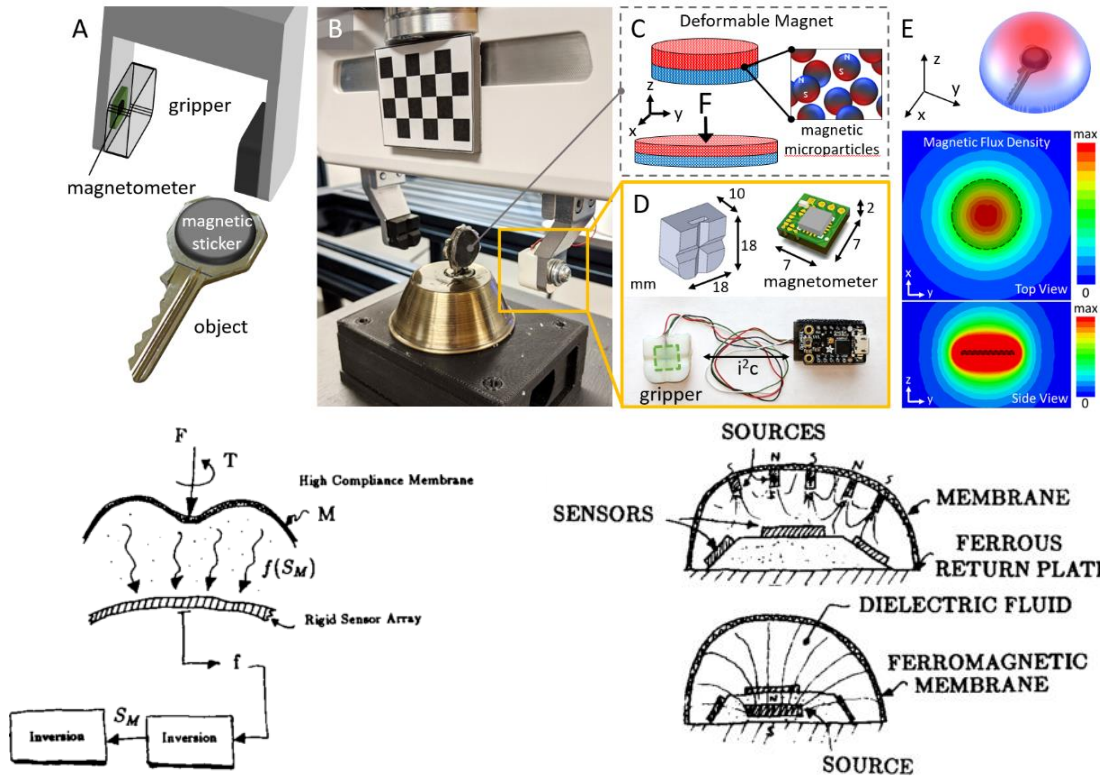 A
gripper
magnetometer
magnetic
sticker
object
B
C
Deformable Magnet
N
S
F
z
y
x
magnetic
microparticles
D
10
18
18
mm
2
7
7
magnetometer
i²c
gripper
E
z
y
x
Magnetic Flux Density
max
0
x
y
Top View
max
0
z
y
Side View
F
T
High Compliance Membrane
M
f(S_M)
Rigid Sensor Array
f
S_M
Inversion
Inversion
SOURCES
S
N
S
N
S
SENSORS
MEMBRANE
FERROUS
RETURN PLATE
DIELECTRIC FLUID
FERROMAGNETIC
MEMBRANE
N
S
SOURCE